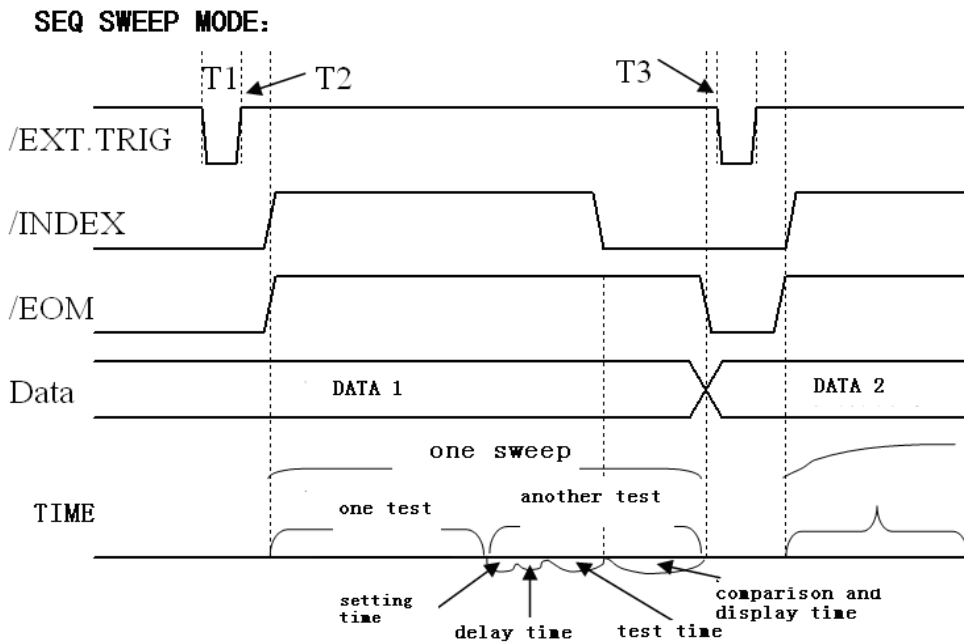 SEQ SWEEP MODE:
T1
T2
T3
/EXT.TRIG
/INDEX
/EOM
Data
DATA 1
DATA 2
one sweep
TIME
one test
another test
setting
time
delay time
test time
comparison and
display time